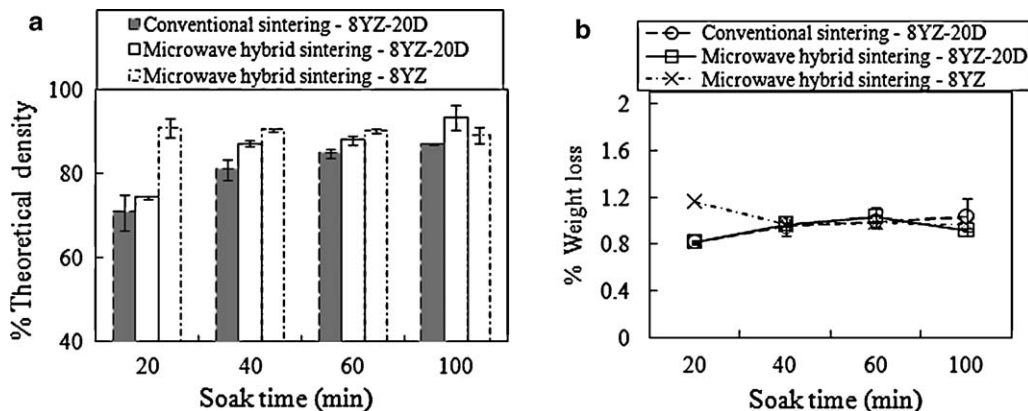 a
Conventional sintering - 8YZ-20D
Microwave hybrid sintering - 8YZ-20D
Microwave hybrid sintering - 8YZ
% Theoretical density
100
80
60
40
20 40 60 100
Soak time (min)
b
Conventional sintering - 8YZ-20D
Microwave hybrid sintering - 8YZ-20D
Microwave hybrid sintering - 8YZ
% Weight loss
2
1.6
1.2
0.8
0.4
0
20 40 60 100
Soak time (min)